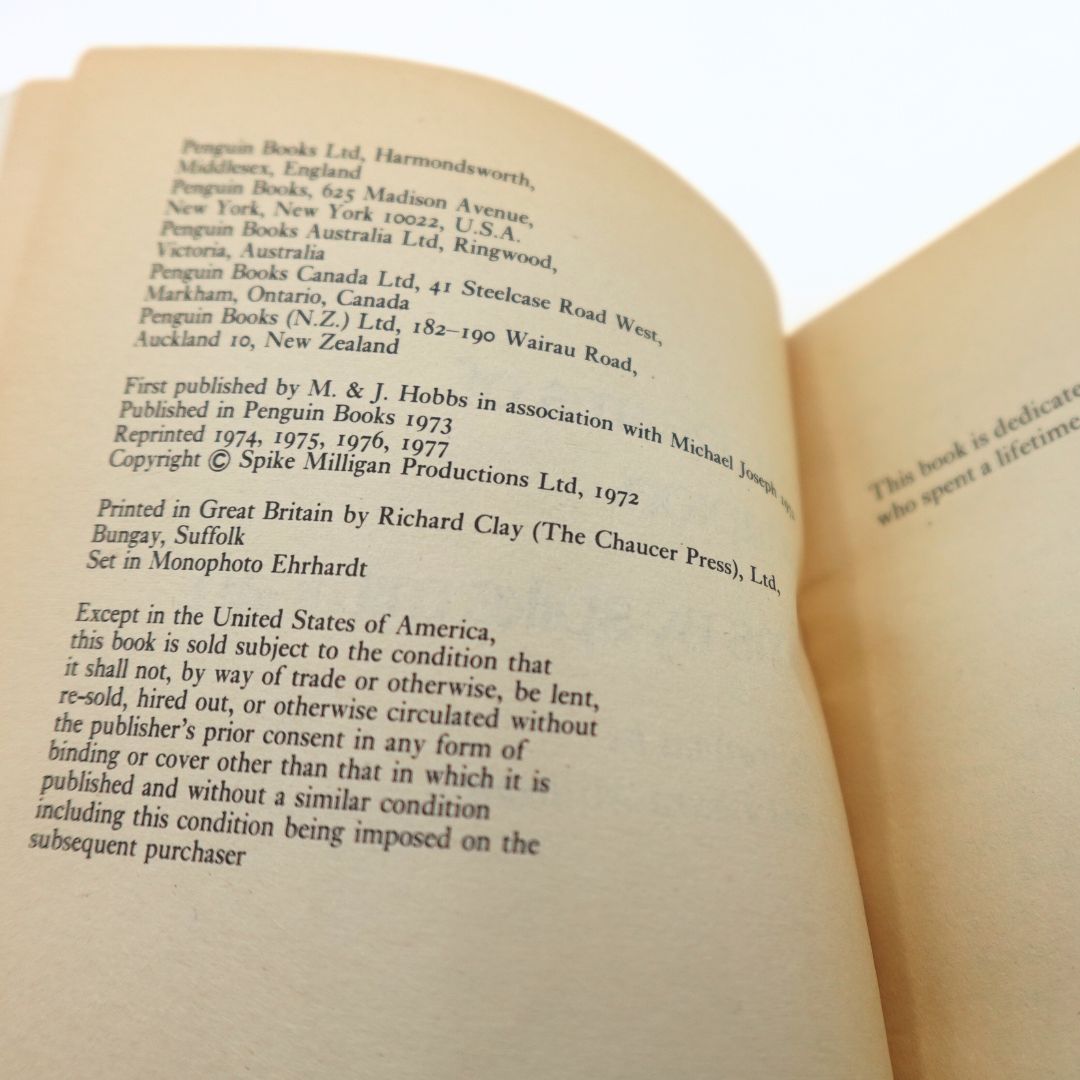 Penguin Books Ltd, Harmondsworth,
Middlesex, England
Penguin Books, 625 Madison Avenue,
New York, New York 10022, U.S.A.
Penguin Books Australia Ltd, Ringwood,
Victoria, Australia
Penguin Books Canada Ltd, 41 Steelcase Road West,
Markham, Ontario, Canada
Penguin Books (N.Z.) Ltd, 182–190 Wairau Road,
Auckland 10, New Zealand
First published by M. & J. Hobbs in association with Michael Joseph
Published in Penguin Books 1973
Reprinted 1974, 1975, 1976, 1977
Copyright © Spike Milligan Productions Ltd, 1972
Printed in Great Britain by Richard Clay (The Chaucer Press), Ltd,
Bungay, Suffolk
Set in Monophoto Ehrhardt
Except in the United States of America,
this book is sold subject to the condition that
it shall not, by way of trade or otherwise, be lent,
re-sold, hired out, or otherwise circulated without
the publisher's prior consent in any form of
binding or cover other than that in which it is
published and without a similar condition
including this condition being imposed on the
subsequent purchaser
This book is dedicate
who spent a lifetime